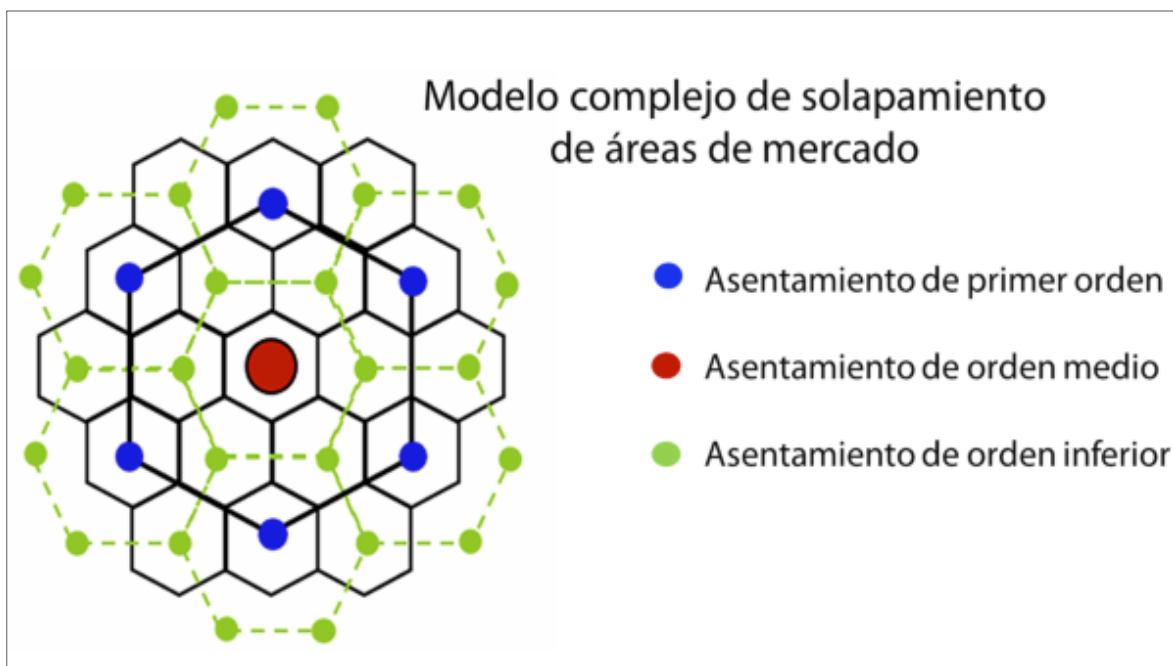 Modelo complejo de solapamiento
de áreas de mercado
Asentamiento de primer orden
Asentamiento de orden medio
Asentamiento de orden inferior